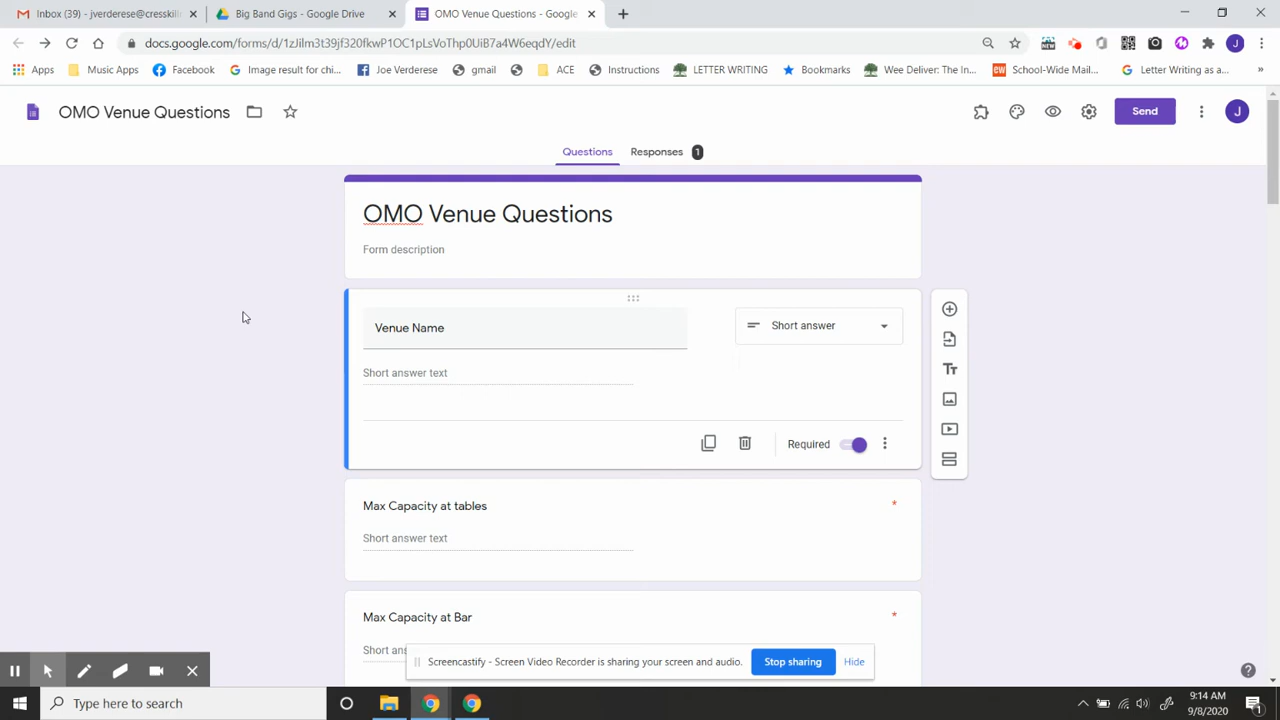 Inbox (39) - jverderese@cresskill
Big Band Gigs - Google Drive
OMO Venue Questions - Google
docs.google.com/forms/d/1zJilm3t39jf320fkwP1OC1pLsVoThp0UiB7a4W6eqdY/edit
Apps
Music Apps
Facebook
Image result for chi...
Joe Verderese
gmail
ACE
Instructions
LETTER WRITING
Bookmarks
Wee Deliver: The In...
School-Wide Mail...
Letter Writing as a...
»
OMO Venue Questions
Send
J
Questions
Responses
1
OMO Venue Questions
Form description
Venue Name
Short answer
Short answer text
Required
Max Capacity at tables
*
Short answer text
Max Capacity at Bar
*
Short ans
Screencastify - Screen Video Recorder is sharing your screen and audio.
Stop sharing
Hide
Type here to search
9:14 AM
9/8/2020
1